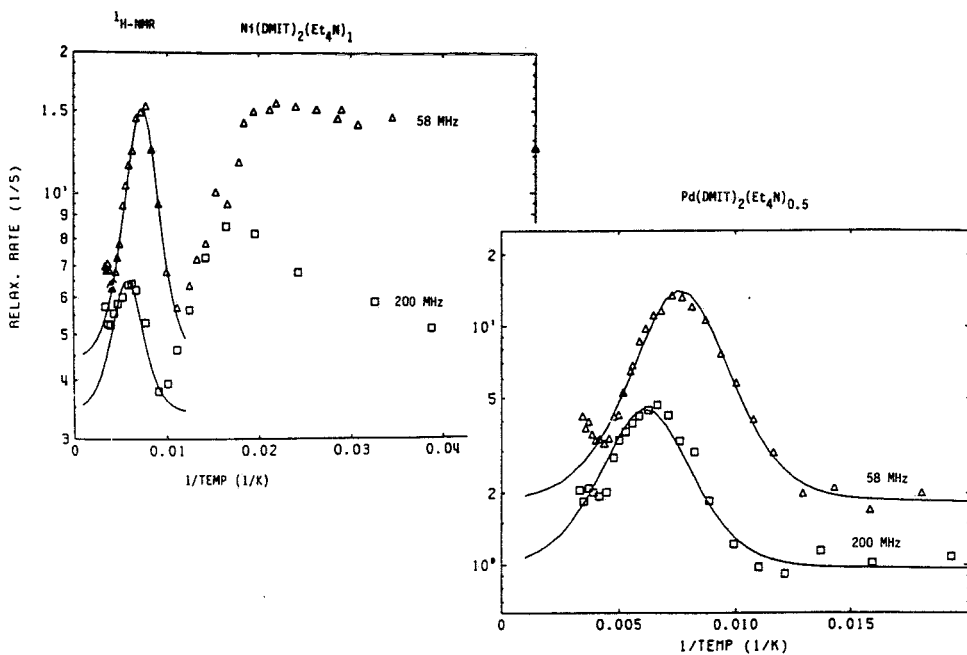 ¹H-NMR
Ni(DMIT)₂(Et₄N)₁
2
1.5
10¹
9
8
7
6
5
4
3
RELAX. RATE (1/S)
58 MHz
200 MHz
0 0.01 0.02 0.03 0.04
1/TEMP (1/K)
Pd(DMIT)₂(Et₄N)₀.₅
2
10¹
5
2
10⁰
58 MHz
200 MHz
0 0.005 0.010 0.015
1/TEMP (1/K)